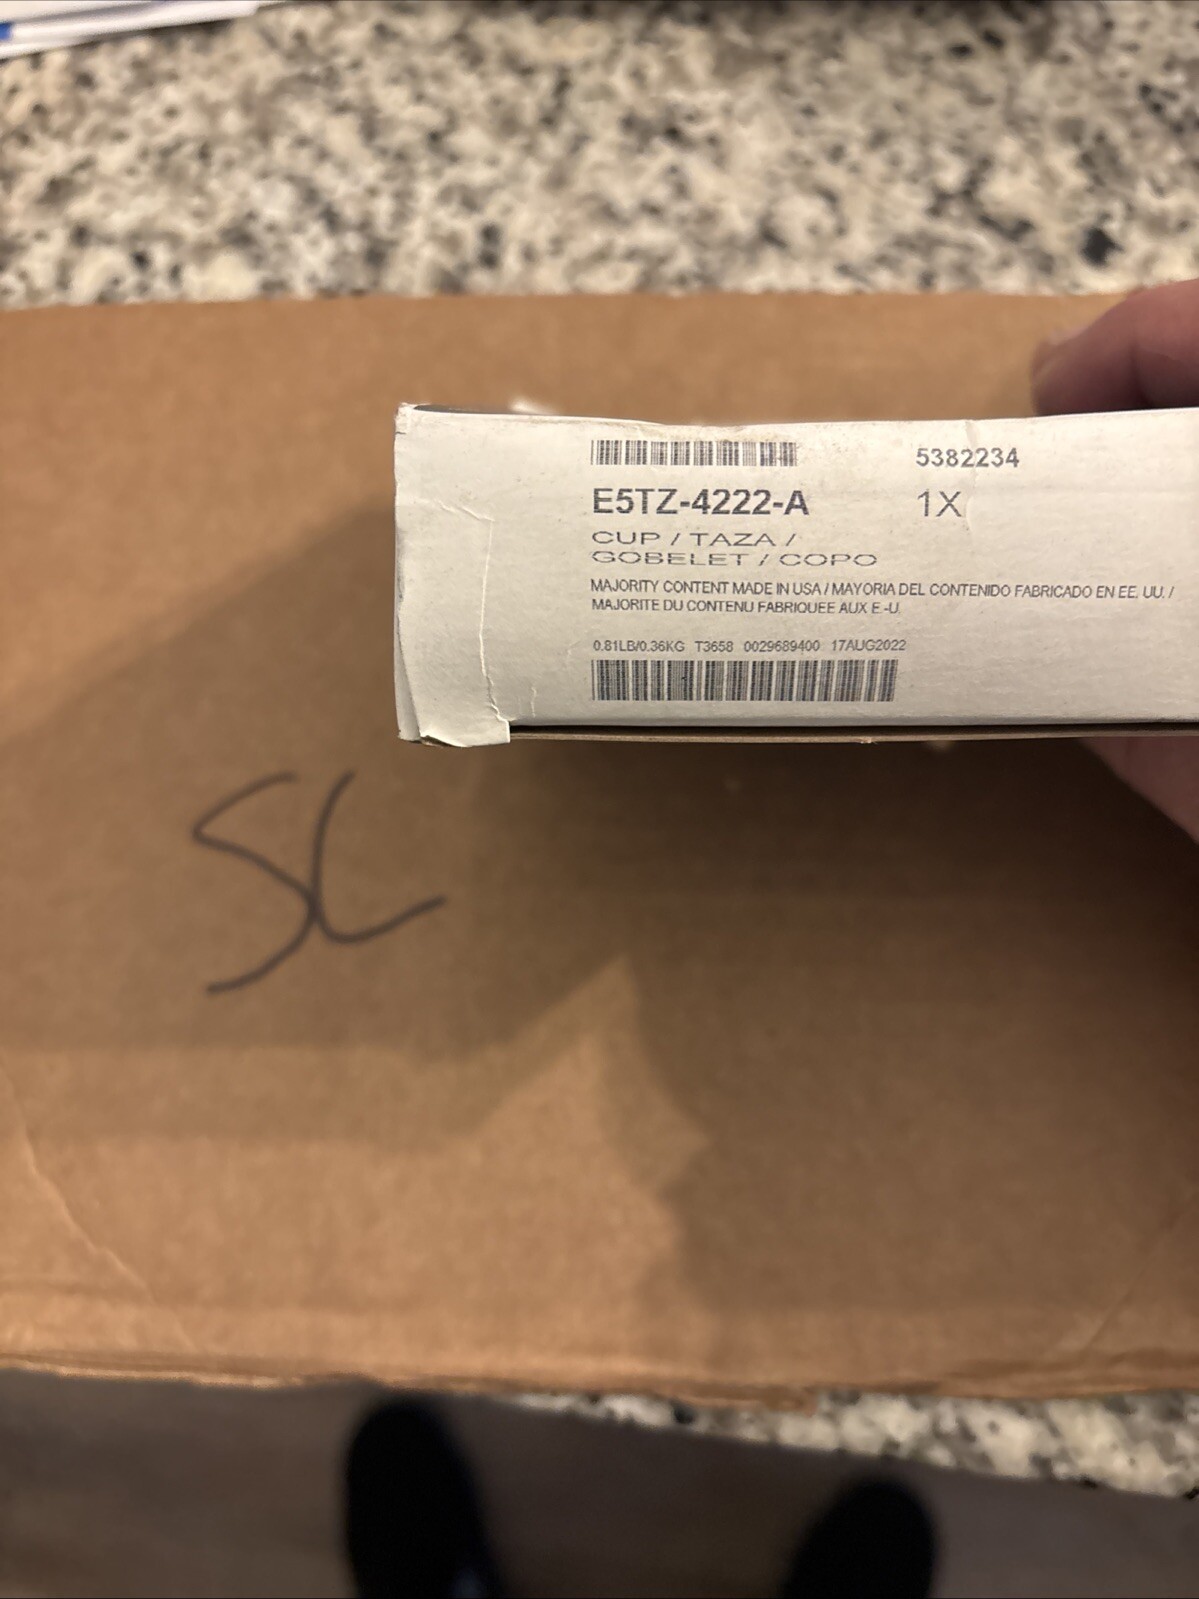 5382234
E5TZ-4222-A 1X
CUP / TAZA /
GOBELET / COPO
MAJORITY CONTENT MADE IN USA / MAYORIA DEL CONTENIDO FABRICADO EN EE. UU. /
MAJORITE DU CONTENU FABRIQUEE AUX E.-U.
0.81LB/0.36KG T3658 0029689400 17AUG2022
SC